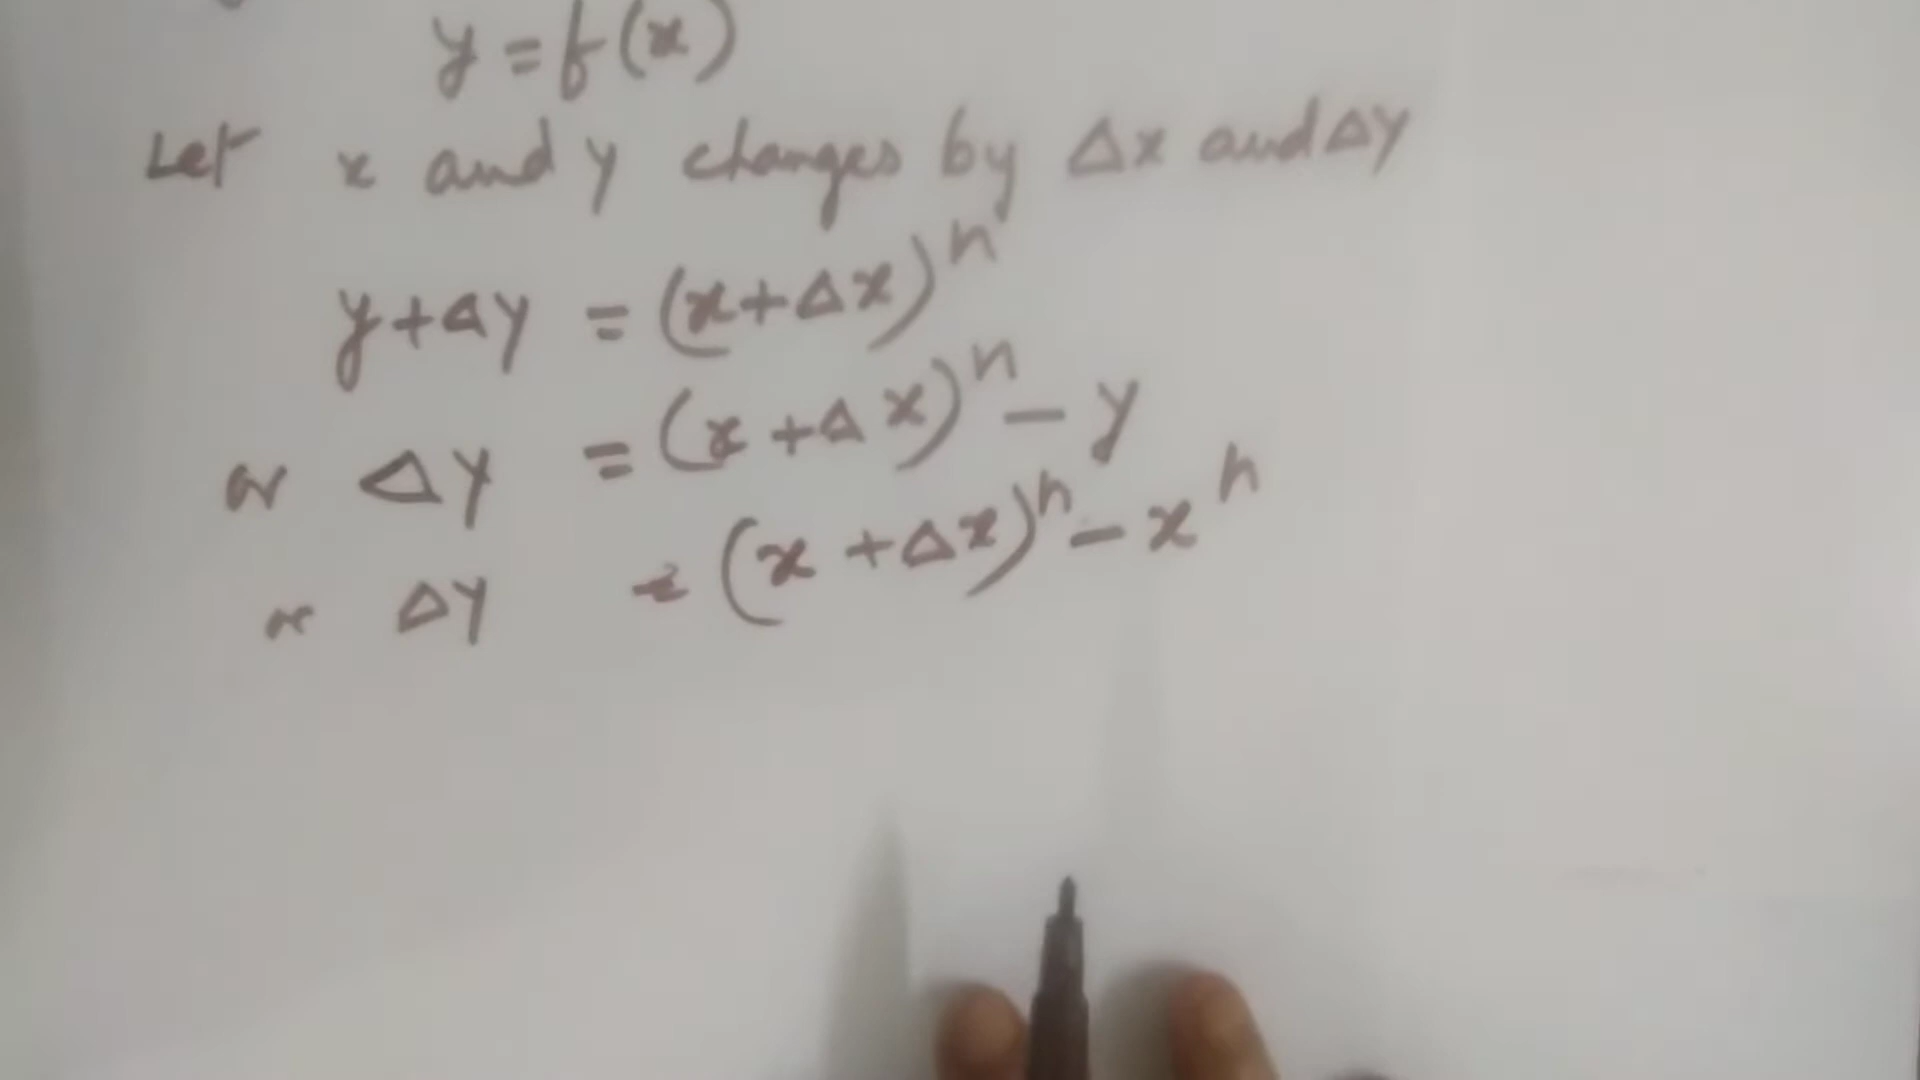 y = f(x)
Let x and y changes by Δx and Δy
y+Δy = (x+Δx)^n
or Δy = (x+Δx)^n - y
or Δy = (x+Δx)^n - x^n